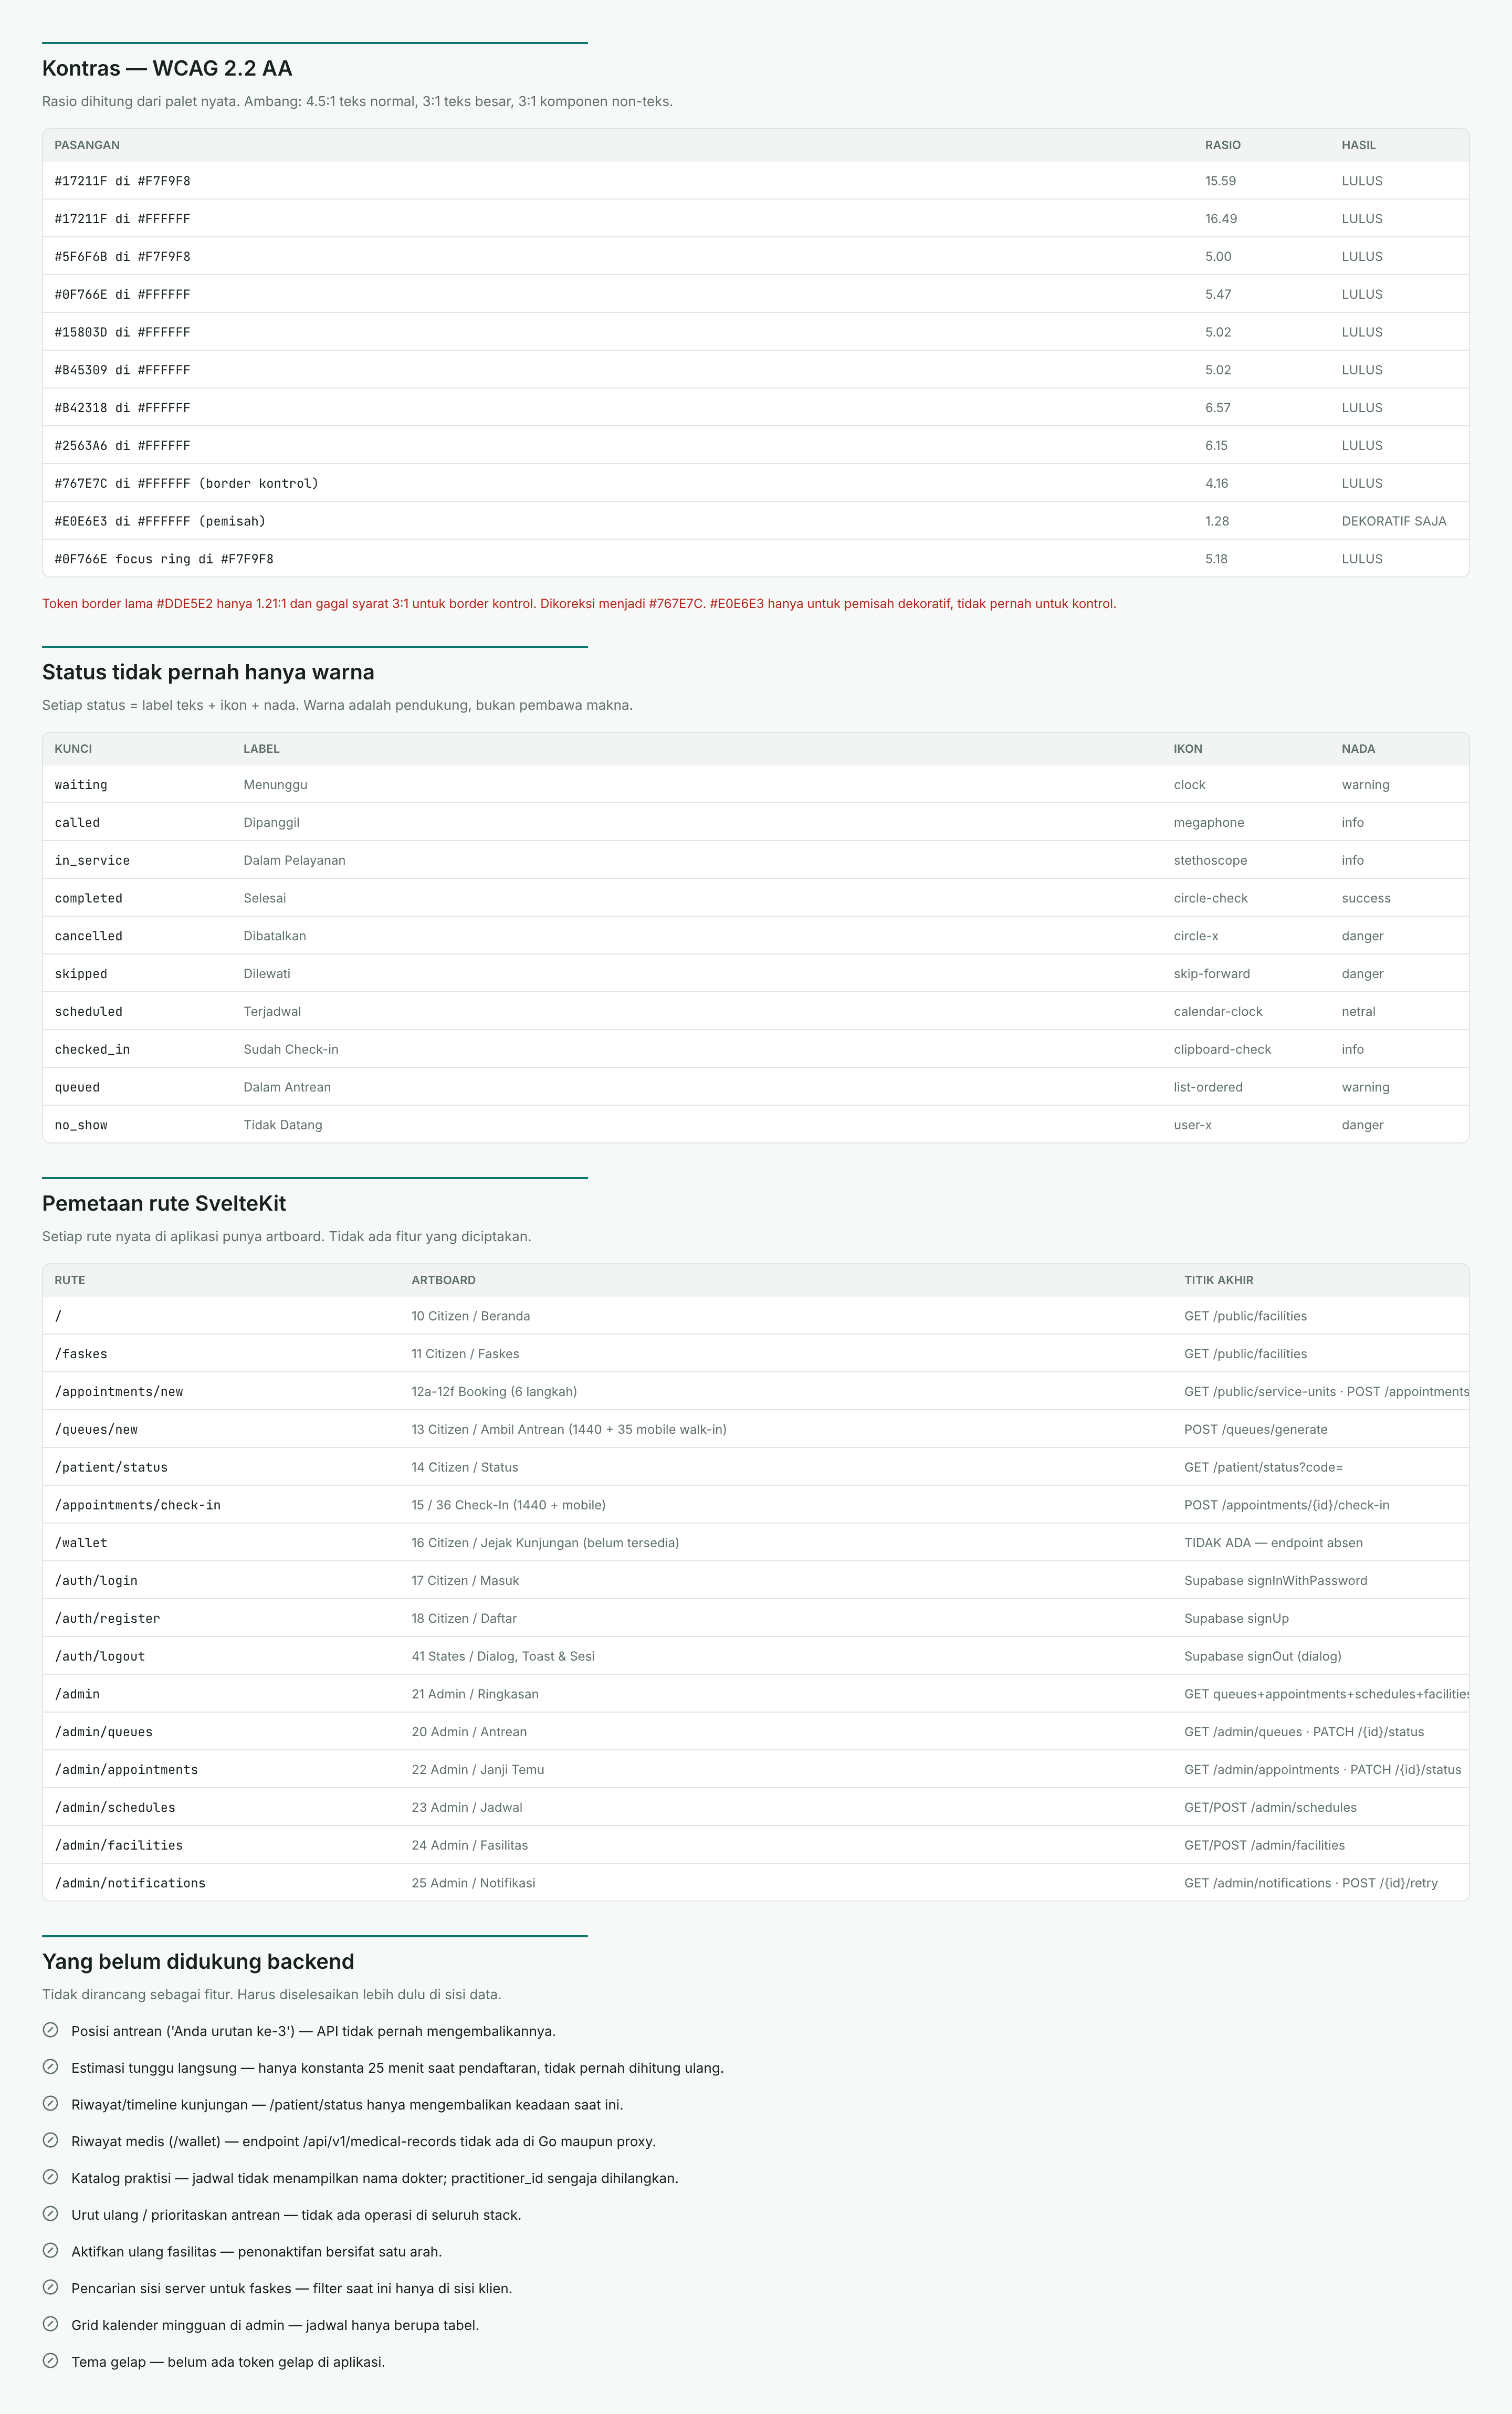 Kontras — WCAG 2.2 AA
Rasio dihitung dari palet nyata. Ambang: 4.5:1 teks normal, 3:1 teks besar, 3:1 komponen non-teks.
PASANGAN RASIO HASIL
#17211F di #F7F9F8 15.59 LULUS
#17211F di #FFFFFF 16.49 LULUS
#5F6F6B di #F7F9F8 5.00 LULUS
#0F766E di #FFFFFF 5.47 LULUS
#15803D di #FFFFFF 5.02 LULUS
#B45309 di #FFFFFF 5.02 LULUS
#B42318 di #FFFFFF 6.57 LULUS
#2563A6 di #FFFFFF 6.15 LULUS
#767E7C di #FFFFFF (border kontrol) 4.16 LULUS
#E0E6E3 di #FFFFFF (pemisah) 1.28 DEKORATIF SAJA
#0F766E focus ring di #F7F9F8 5.18 LULUS
Token border lama #DDE5E2 hanya 1.21:1 dan gagal syarat 3:1 untuk border kontrol. Dikoreksi menjadi #767E7C. #E0E6E3 hanya untuk pemisah dekoratif, tidak pernah untuk kontrol.
Status tidak pernah hanya warna
Setiap status = label teks + ikon + nada. Warna adalah pendukung, bukan pembawa makna.
KUNCI LABEL IKON NADA
waiting Menunggu clock warning
called Dipanggil megaphone info
in_service Dalam Pelayanan stethoscope info
completed Selesai circle-check success
cancelled Dibatalkan circle-x danger
skipped Dilewati skip-forward danger
scheduled Terjadwal calendar-clock netral
checked_in Sudah Check-in clipboard-check info
queued Dalam Antrean list-ordered warning
no_show Tidak Datang user-x danger
Pemetaan rute SvelteKit
Setiap rute nyata di aplikasi punya artboard. Tidak ada fitur yang diciptakan.
RUTE ARTBOARD TITIK AKHIR
/ 10 Citizen / Beranda GET /public/facilities
/faskes 11 Citizen / Faskes GET /public/facilities
/appointments/new 12a-12f Booking (6 langkah) GET /public/service-units · POST /appointments
/queues/new 13 Citizen / Ambil Antrean (1440 + 35 mobile walk-in) POST /queues/generate
/patient/status 14 Citizen / Status GET /patient/status?code=
/appointments/check-in 15 / 36 Check-In (1440 + mobile) POST /appointments/{id}/check-in
/wallet 16 Citizen / Jejak Kunjungan (belum tersedia) TIDAK ADA — endpoint absen
/auth/login 17 Citizen / Masuk Supabase signInWithPassword
/auth/register 18 Citizen / Daftar Supabase signUp
/auth/logout 41 States / Dialog, Toast & Sesi Supabase signOut (dialog)
/admin 21 Admin / Ringkasan GET queues+appointments+schedules+facilities
/admin/queues 20 Admin / Antrean GET /admin/queues · PATCH /{id}/status
/admin/appointments 22 Admin / Janji Temu GET /admin/appointments · PATCH /{id}/status
/admin/schedules 23 Admin / Jadwal GET/POST /admin/schedules
/admin/facilities 24 Admin / Fasilitas GET/POST /admin/facilities
/admin/notifications 25 Admin / Notifikasi GET /admin/notifications · POST /{id}/retry
Yang belum didukung backend
Tidak dirancang sebagai fitur. Harus diselesaikan lebih dulu di sisi data.
Posisi antrean ('Anda urutan ke-3') — API tidak pernah mengembalikannya.
Estimasi tunggu langsung — hanya konstanta 25 menit saat pendaftaran, tidak pernah dihitung ulang.
Riwayat/timeline kunjungan — /patient/status hanya mengembalikan keadaan saat ini.
Riwayat medis (/wallet) — endpoint /api/v1/medical-records tidak ada di Go maupun proxy.
Katalog praktisi — jadwal tidak menampilkan nama dokter; practitioner_id sengaja dihilangkan.
Urut ulang / prioritaskan antrean — tidak ada operasi di seluruh stack.
Aktifkan ulang fasilitas — penonaktifan bersifat satu arah.
Pencarian sisi server untuk faskes — filter saat ini hanya di sisi klien.
Grid kalender mingguan di admin — jadwal hanya berupa tabel.
Tema gelap — belum ada token gelap di aplikasi.